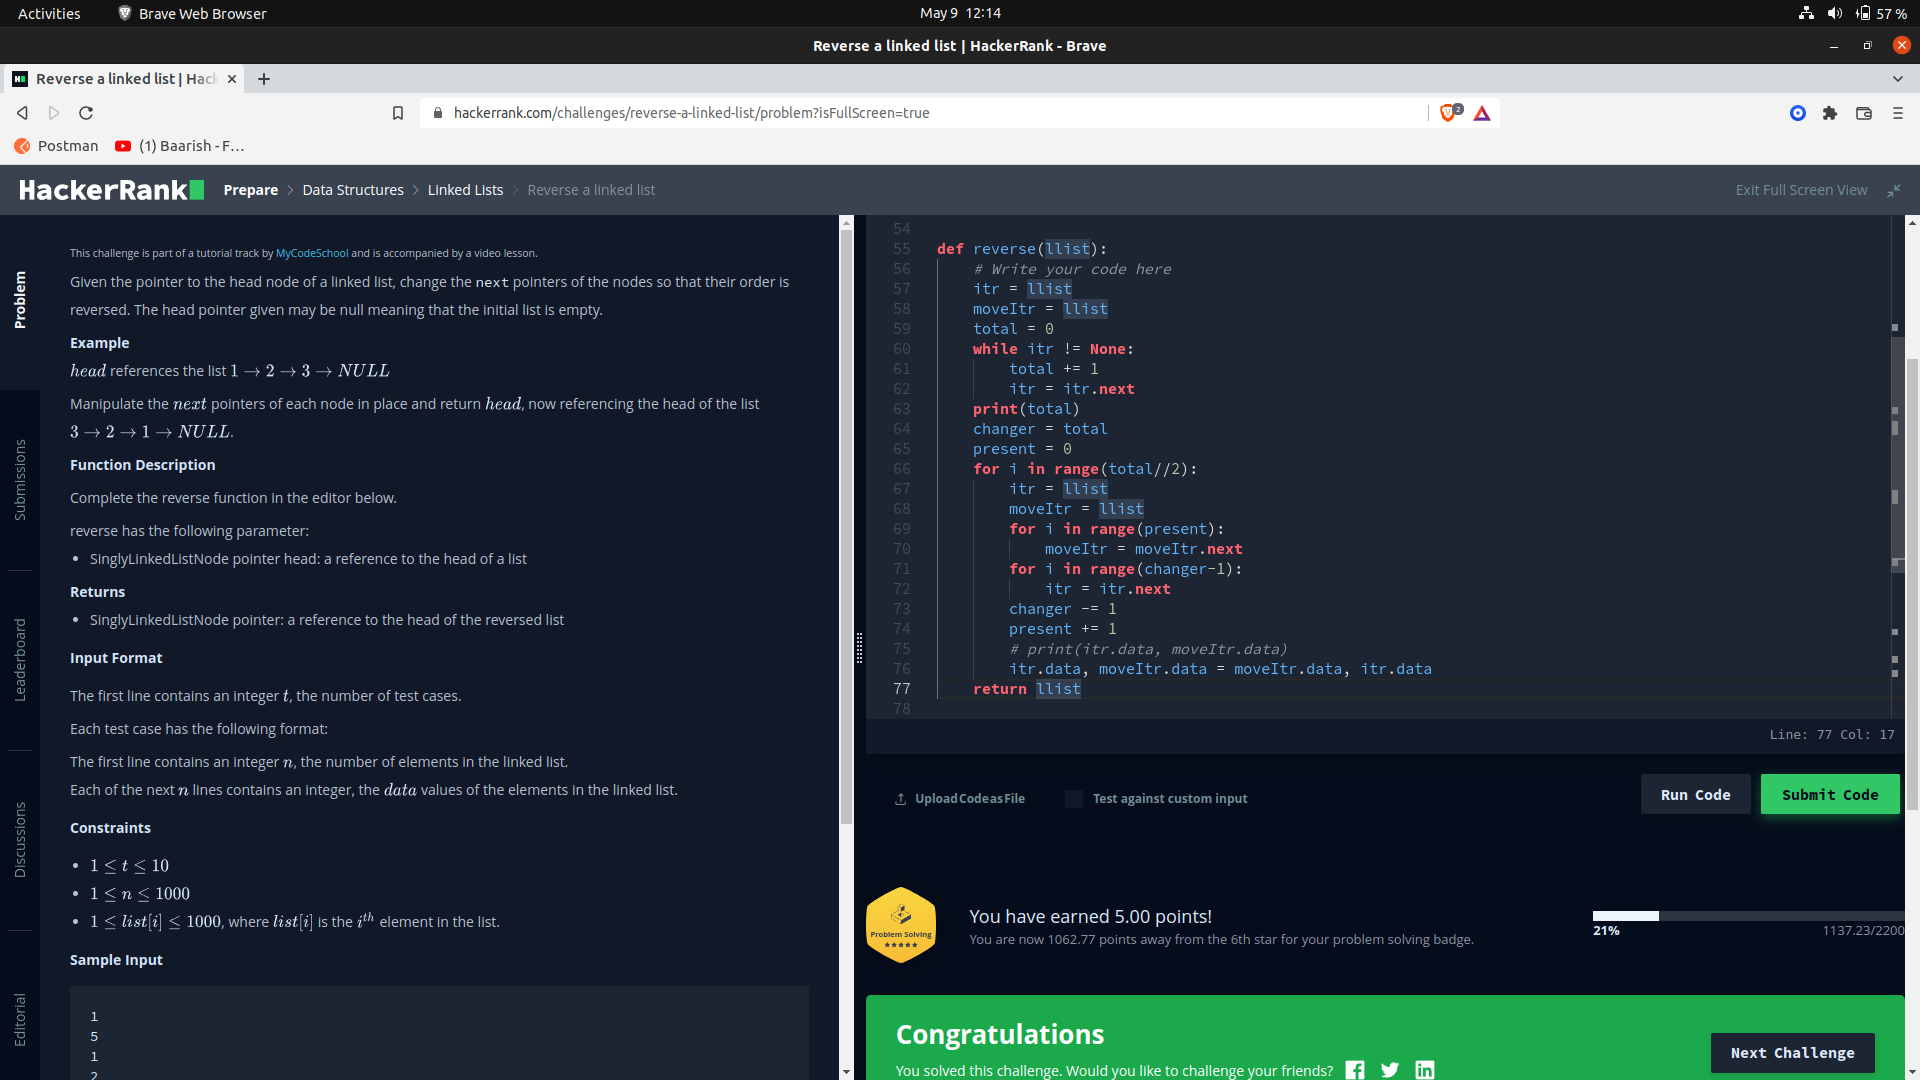 Activities
Brave Web Browser
May 9 12:14
57 %
Reverse a linked list | HackerRank - Brave
Reverse a linked list | Hack
hackerrank.com/challenges/reverse-a-linked-list/problem?isFullScreen=true
2
Postman
(1) Baarish - F…
HackerRank
Prepare > Data Structures > Linked Lists > Reverse a linked list
Exit Full Screen View
Problem
Submissions
Leaderboard
Discussions
Editorial
This challenge is part of a tutorial track by MyCodeSchool and is accompanied by a video lesson.
Given the pointer to the head node of a linked list, change the next pointers of the nodes so that their order is
reversed. The head pointer given may be null meaning that the initial list is empty.
Example
head references the list 1 → 2 → 3 → NULL
Manipulate the next pointers of each node in place and return head, now referencing the head of the list
3 → 2 → 1 → NULL.
Function Description
Complete the reverse function in the editor below.
reverse has the following parameter:
• SinglyLinkedListNode pointer head: a reference to the head of a list
Returns
• SinglyLinkedListNode pointer: a reference to the head of the reversed list
Input Format
The first line contains an integer t, the number of test cases.
Each test case has the following format:
The first line contains an integer n, the number of elements in the linked list.
Each of the next n lines contains an integer, the data values of the elements in the linked list.
Constraints
• 1 ≤ t ≤ 10
• 1 ≤ n ≤ 1000
• 1 ≤ list[i] ≤ 1000, where list[i] is the i^th element in the list.
Sample Input
1
5
1
2
54
55 def reverse(llist):
56     # Write your code here
57     itr = llist
58     moveItr = llist
59     total = 0
60     while itr != None:
61         total += 1
62         itr = itr.next
63     print(total)
64     changer = total
65     present = 0
66     for i in range(total//2):
67         itr = llist
68         moveItr = llist
69         for i in range(present):
70             moveItr = moveItr.next
71         for i in range(changer-1):
72             itr = itr.next
73         changer -= 1
74         present += 1
75         # print(itr.data, moveItr.data)
76         itr.data, moveItr.data = moveItr.data, itr.data
77     return llist
78
Line: 77 Col: 17
Upload Code as File
Test against custom input
Run Code
Submit Code
Problem Solving
You have earned 5.00 points!
You are now 1062.77 points away from the 6th star for your problem solving badge.
21%
1137.23/2200
Congratulations
You solved this challenge. Would you like to challenge your friends?
Next Challenge